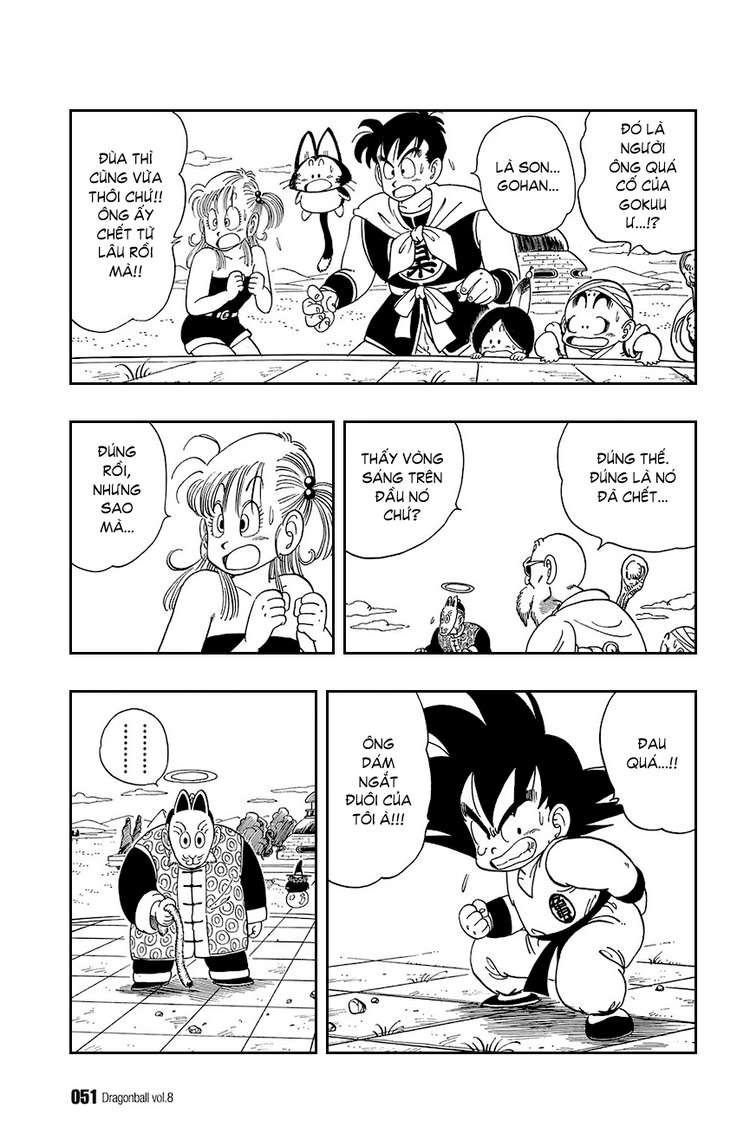 ĐÓ LÀ
NGƯỜI
ÔNG QUÁ
CỐ CỦA
GOKUU
Ư...!?
LÀ SON...
GOHAN...
ĐÙA THÌ
CŨNG VỪA
THÔI CHỨ!!
ÔNG ẤY
CHẾT TỪ
LÂU RỒI
MÀ!!
ĐÚNG THẾ.
ĐÚNG LÀ NÓ
ĐÃ CHẾT...
THẤY VÒNG
SÁNG TRÊN
ĐẦU NÓ
CHỨ?
ĐÚNG
RỒI,
NHƯNG
SAO
MÀ...
ĐAU
QUÁ...!!
ÔNG
DÁM
NGẮT
ĐUÔI CỦA
TÔI À!!!
051 Dragonball vol.8